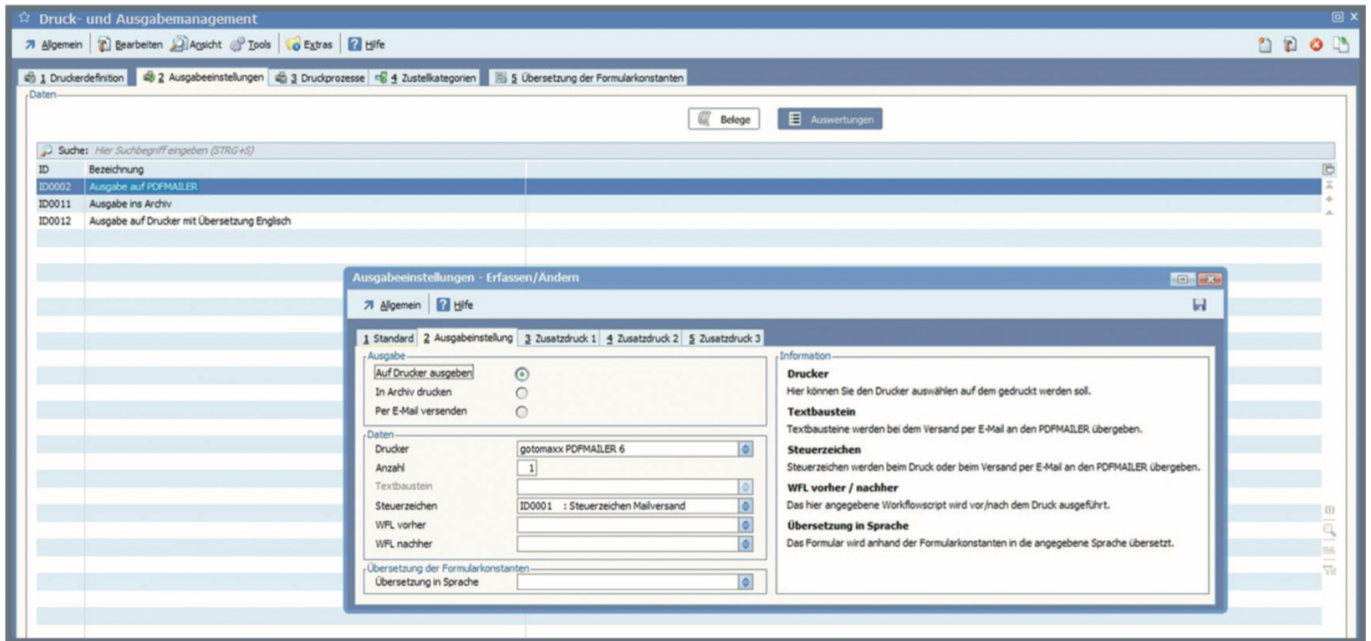 Druck- und Ausgabemanagement
Allgemein Bearbeiten Ansicht Tools Extras Hilfe
1 Druckerdefinition 2 Ausgabeeinstellungen 3 Druckprozesse 4 Zustellkategorien 5 Übersetzung der Formularkonstanten
Daten
Belege Auswertungen
Suche: Hier Suchbegriff eingeben (STRG+S)
ID Bezeichnung
ID0002 Ausgabe auf PDFMAILER
ID0011 Ausgabe ins Archiv
ID0012 Ausgabe auf Drucker mit Übersetzung Englisch
Ausgabeeinstellungen - Erfassen/Ändern
Allgemein Hilfe
1 Standard 2 Ausgabeinstellung 3 Zusatzdruck 1 4 Zusatzdruck 2 5 Zusatzdruck 3
Ausgabe
Auf Drucker ausgeben
In Archiv drucken
Per E-Mail versenden
Daten
Drucker gotomaxx PDFMAILER 6
Anzahl 1
Textbaustein
Steuerzeichen ID0001 : Steuerzeichen Mailversand
WFL vorher
WFL nachher
Übersetzung der Formularkonstanten
Übersetzung in Sprache
Information
Drucker
Hier können Sie den Drucker auswählen auf dem gedruckt werden soll.
Textbaustein
Textbausteine werden bei dem Versand per E-Mail an den PDFMAILER übergeben.
Steuerzeichen
Steuerzeichen werden beim Druck oder beim Versand per E-Mail an den PDFMAILER übergeben.
WFL vorher / nachher
Das hier angegebene Workflowscript wird vor/nach dem Druck ausgeführt.
Übersetzung in Sprache
Das Formular wird anhand der Formularkonstanten in die angegebene Sprache übersetzt.